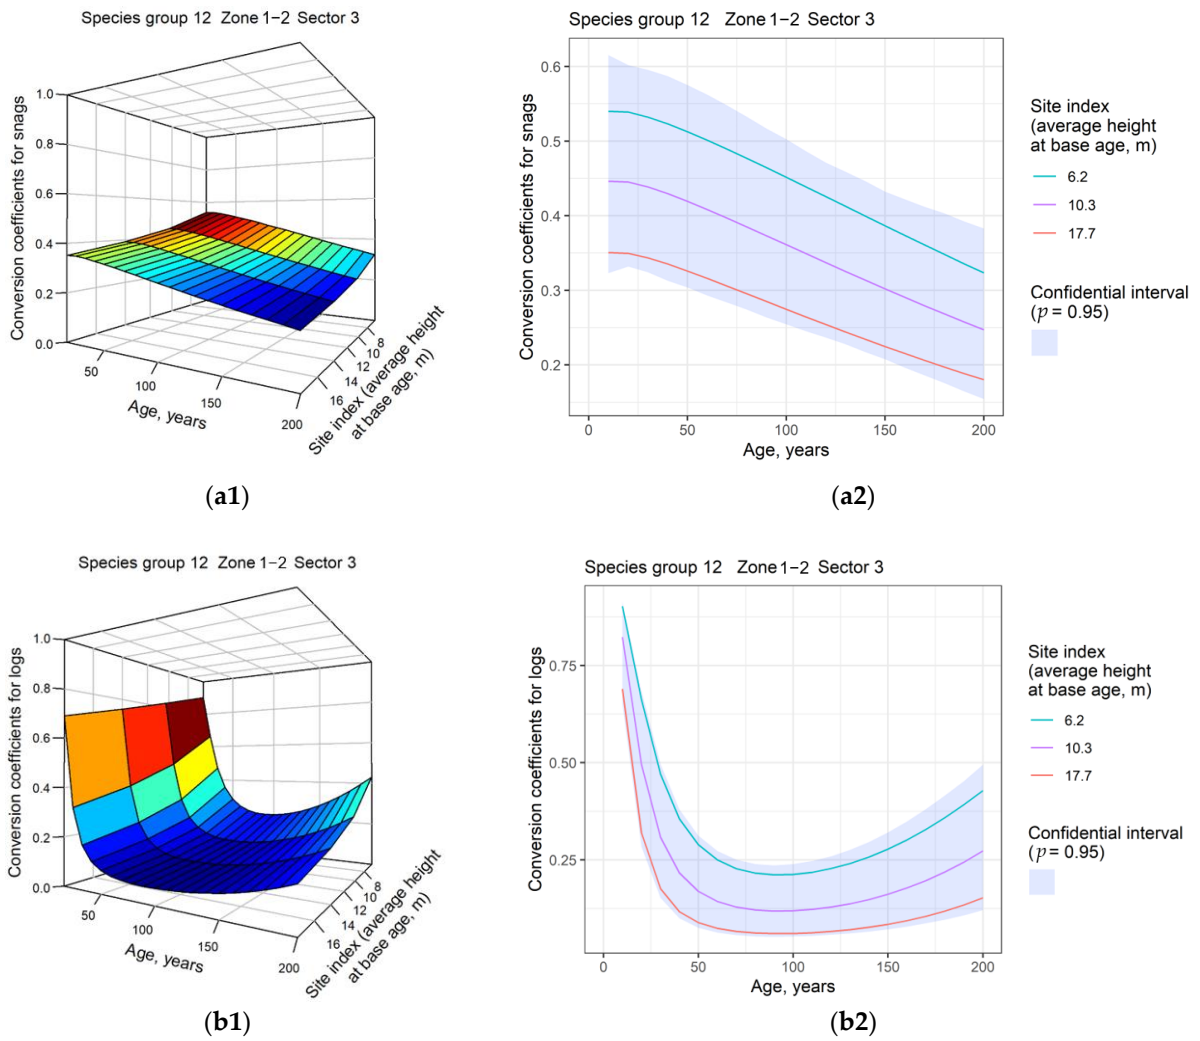 Species group 12 Zone 1−2 Sector 3
Conversion coefficients for snags
1.0
0.8
0.6
0.4
0.2
0.0
50
100
150
200
Age, years
16
14
12
10
8
Site index (average height
at base age, m)
(a1)
Species group 12 Zone 1−2 Sector 3
Conversion coefficients for snags
0.6
0.5
0.4
0.3
0.2
0
50
100
150
200
Age, years
Site index
(average height
at base age, m)
6.2
10.3
17.7
Confidential interval
(p = 0.95)
(a2)
Species group 12 Zone 1−2 Sector 3
Conversion coefficients for logs
1.0
0.8
0.6
0.4
0.2
0.0
50
100
150
200
Age, years
16
14
12
10
8
Site index (average height
at base age, m)
(b1)
Species group 12 Zone 1−2 Sector 3
Conversion coefficients for logs
0.75
0.50
0.25
0
50
100
150
200
Age, years
Site index
(average height
at base age, m)
6.2
10.3
17.7
Confidential interval
(p = 0.95)
(b2)